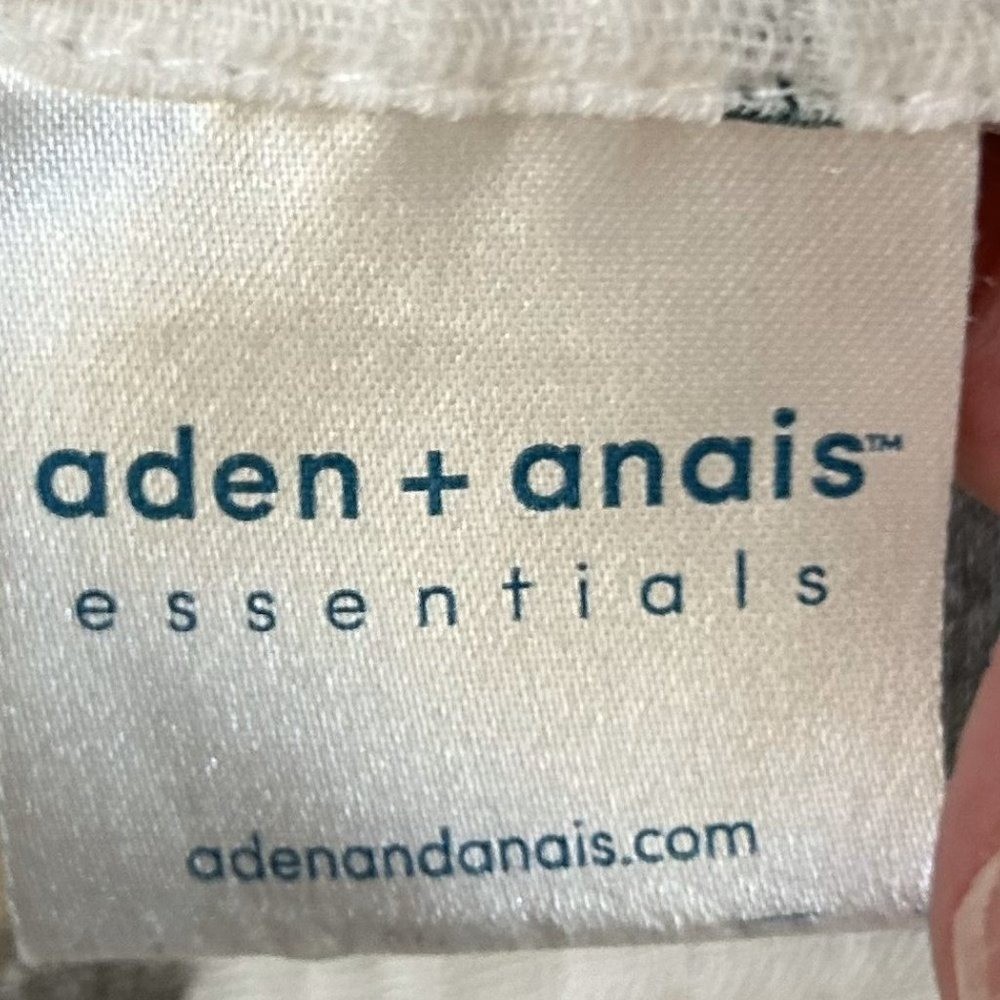 aden + anais™
essentials
adenandanais.com